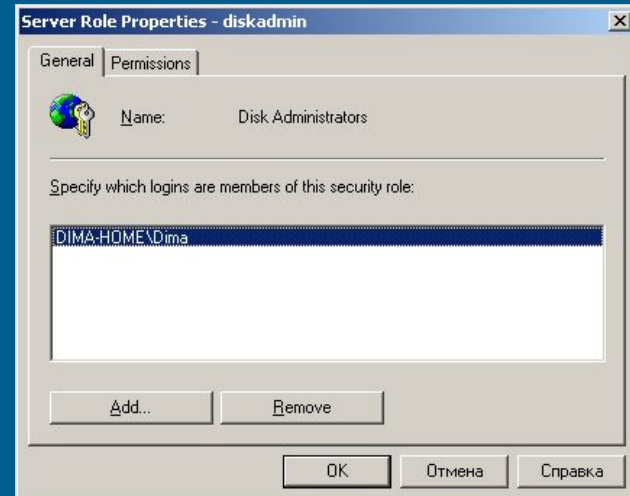 Server Role Properties - diskadmin
General Permissions
Name: Disk Administrators
Specify which logins are members of this security role:
DIMA-HOME\Dima
Add... Remove
OK Отмена Справка